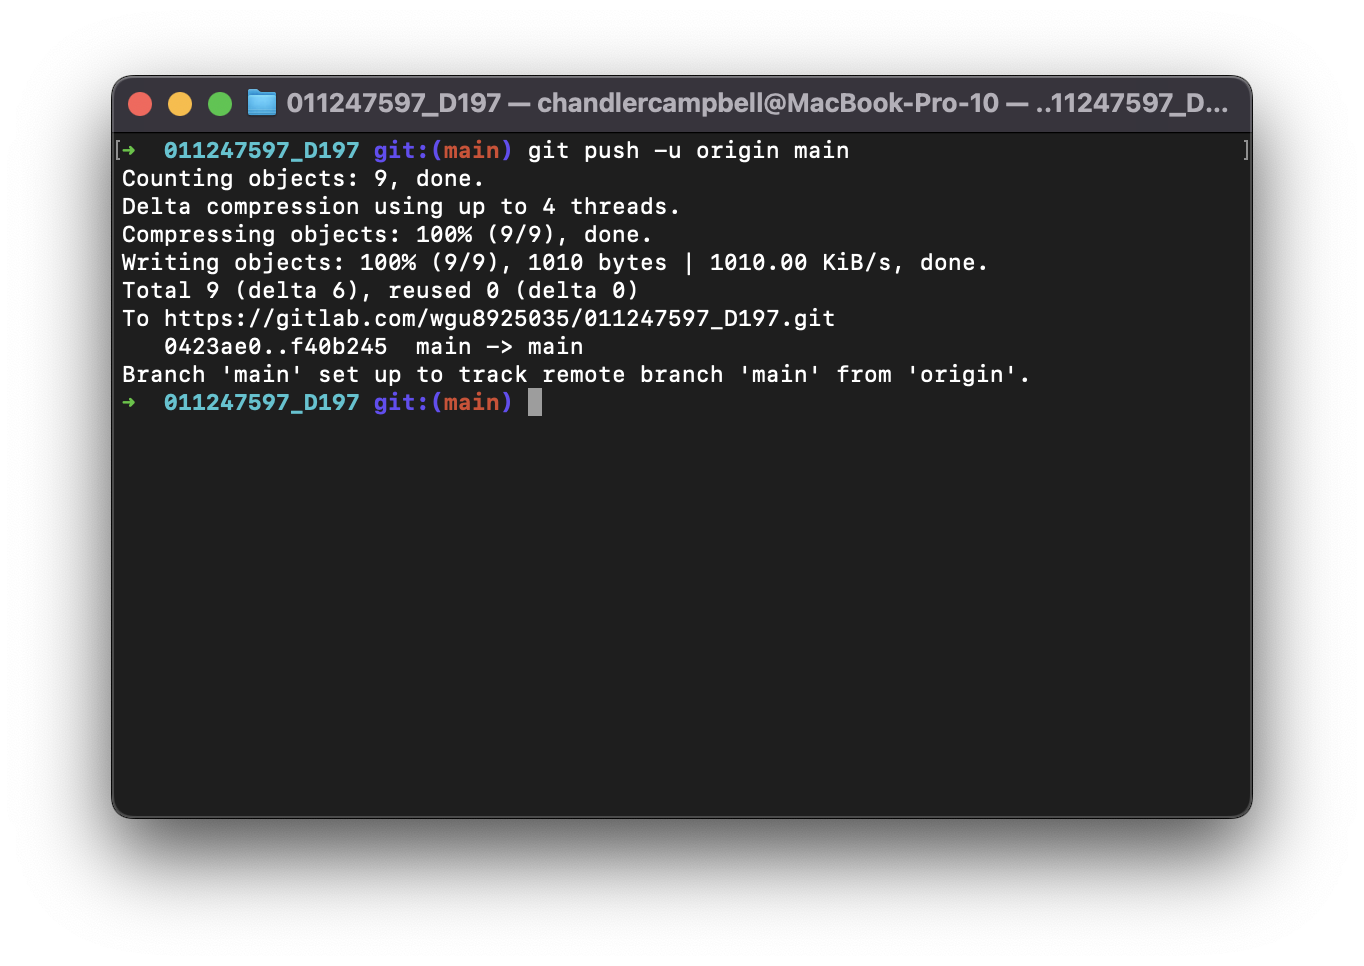 011247597_D197 — chandlercampbell@MacBook-Pro-10 — ..11247597_D...
[➜  011247597_D197 git:(main) git push -u origin main ]
Counting objects: 9, done.
Delta compression using up to 4 threads.
Compressing objects: 100% (9/9), done.
Writing objects: 100% (9/9), 1010 bytes | 1010.00 KiB/s, done.
Total 9 (delta 6), reused 0 (delta 0)
To https://gitlab.com/wgu8925035/011247597_D197.git
   0423ae0..f40b245  main -> main
Branch 'main' set up to track remote branch 'main' from 'origin'.
➜  011247597_D197 git:(main)